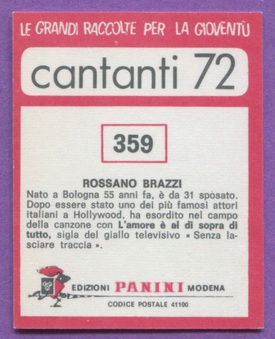 LE GRANDI RACCOLTE PER LA GIOVENTÙ
cantanti 72
359
ROSSANO BRAZZI
Nato a Bologna 55 anni fa, è da 31 sposato.
Dopo essere stato uno dei più famosi attori
italiani a Hollywood, ha esordito nel campo
della canzone con L'amore è al di sopra di
tutto, sigla del giallo televisivo « Senza la-
sciare traccia ».
EDIZIONI PANINI MODENA
CODICE POSTALE 41100